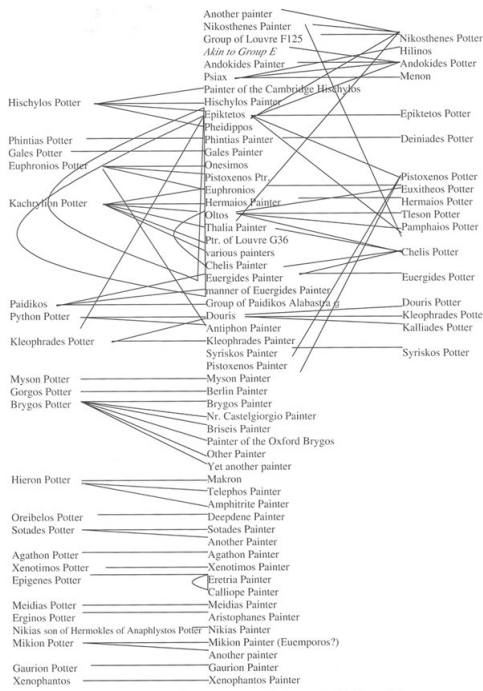 Another painter
Nikosthenes Painter
Group of Louvre F125
Nikosthenes Potter
Akin to Group E
Hilinos
Andokides Painter
Andokides Potter
Psiax
Menon
Painter of the Cambridge Hischylos
Hischylos Potter
Hischylos Painter
Epiktetos
Epiktetos Potter
Pheidippos
Phintias Potter
Phintias Painter
Deiniades Potter
Gales Potter
Gales Painter
Euphronios Potter
Onesimos
Pistoxenos Ptr.
Pistoxenos Potter
Euphronios
Euxitheos Potter
Kachrylion Potter
Hermaios Painter
Hermaios Potter
Oltos
Tleson Potter
Thalia Painter
Pamphaios Potter
Ptr. of Louvre G36
various painters
Chelis Potter
Chelis Painter
Euergides Painter
Euergides Potter
manner of Euergides Painter
Paidikos
Group of Paidikos Alabastra
Douris Potter
Python Potter
Douris
Kleophrades Potte
Antiphon Painter
Kalliades Potter
Kleophrades Potter
Kleophrades Painter
Syriskos Painter
Syriskos Potter
Pistoxenos Painter
Myson Potter
Myson Painter
Gorgos Potter
Berlin Painter
Brygos Potter
Brygos Painter
Nr. Castelgiorgio Painter
Briseis Painter
Painter of the Oxford Brygos
Other Painter
Yet another painter
Hieron Potter
Makron
Telephos Painter
Amphitrite Painter
Oreibelos Potter
Deepdene Painter
Sotades Potter
Sotades Painter
Another Painter
Agathon Potter
Agathon Painter
Xenotimos Potter
Xenotimos Painter
Epigenes Potter
Eretria Painter
Calliope Painter
Meidias Potter
Meidias Painter
Erginos Potter
Aristophanes Painter
Nikias son of Hermokles of Anaphlystos Potter
Nikias Painter
Mikion Potter
Mikion Painter (Euemporos?)
Another painter
Gaurion Potter
Gaurion Painter
Xenophantos
Xenophantos Painter